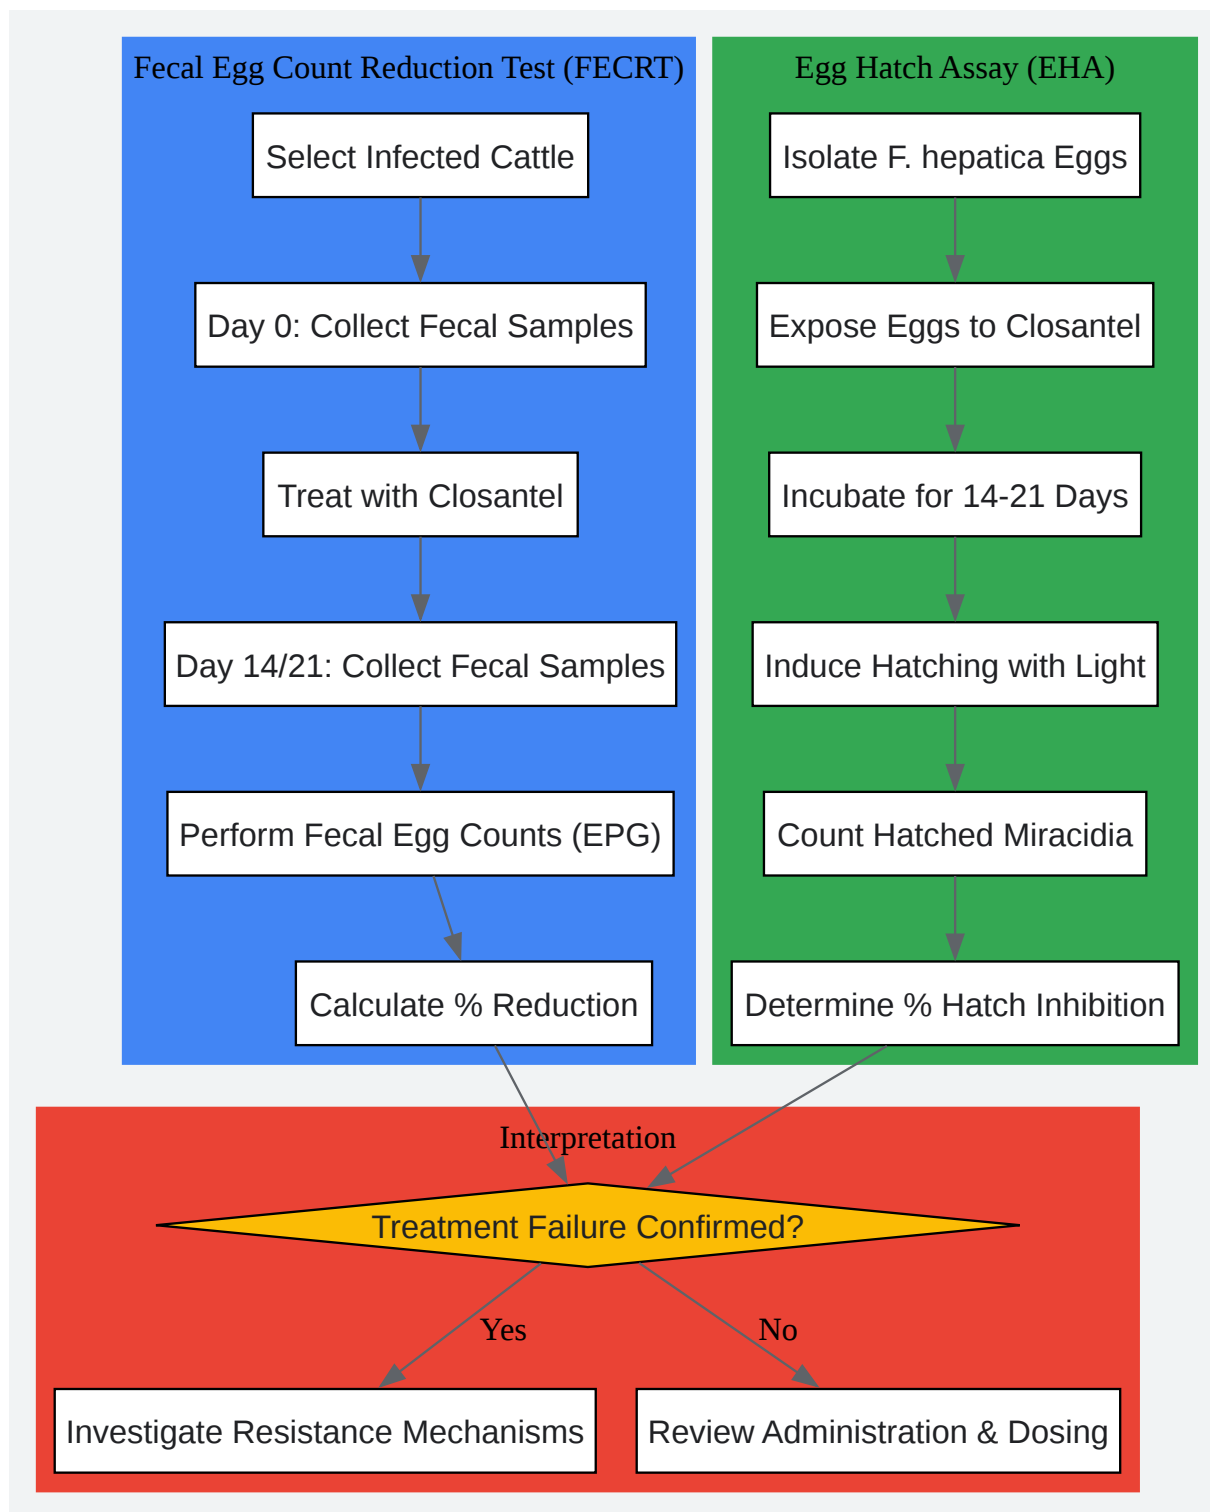 Fecal Egg Count Reduction Test (FECRT)
Select Infected Cattle
Day 0: Collect Fecal Samples
Treat with Closantel
Day 14/21: Collect Fecal Samples
Perform Fecal Egg Counts (EPG)
Calculate % Reduction
Egg Hatch Assay (EHA)
Isolate F. hepatica Eggs
Expose Eggs to Closantel
Incubate for 14-21 Days
Induce Hatching with Light
Count Hatched Miracidia
Determine % Hatch Inhibition
Interpretation
Treatment Failure Confirmed?
Yes
No
Investigate Resistance Mechanisms
Review Administration & Dosing